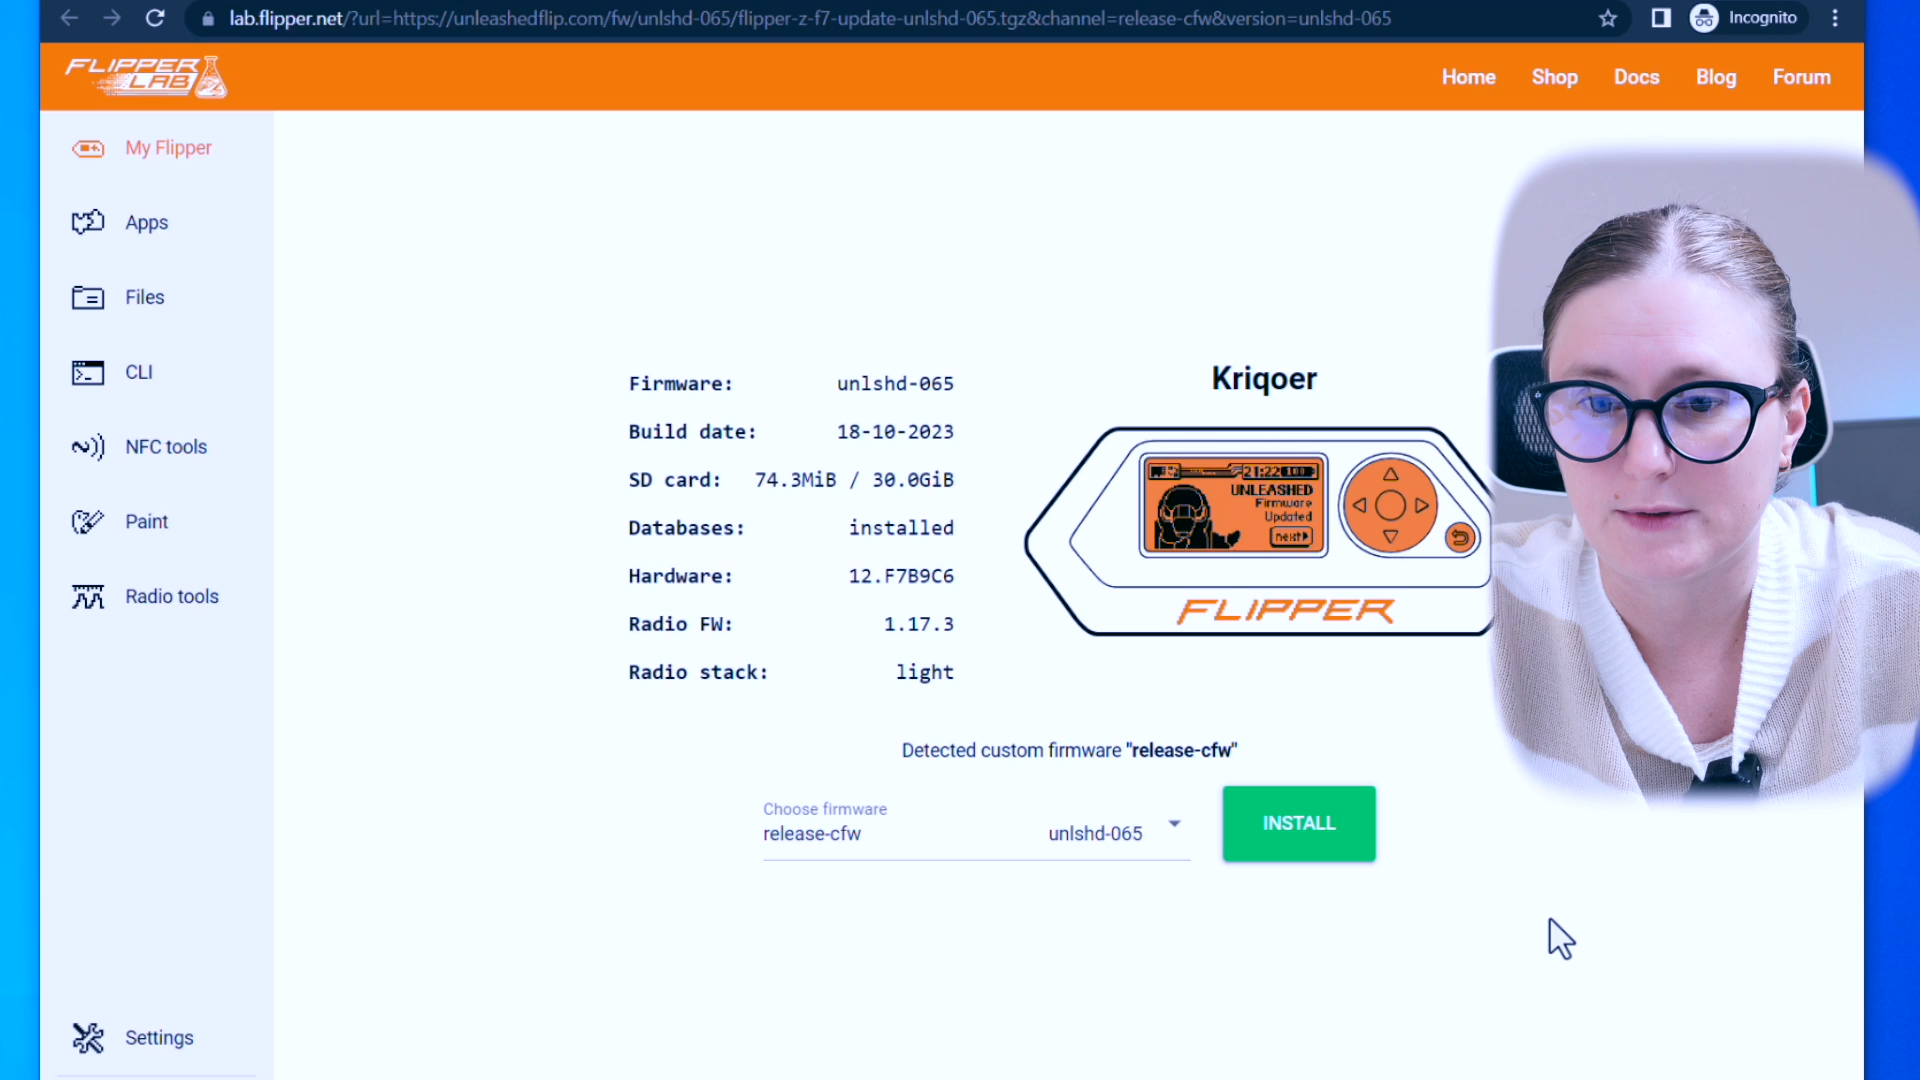 lab.flipper.net/?url=https://unleashedflip.com/fw/unlshd-065/flipper-z-f7-update-unlshd-065.tgz&channel=release-cfw&version=unlshd-065
Incognito
FLIPPER
LAB
Home Shop Docs Blog Forum
My Flipper
Apps
Files
CLI
NFC tools
Paint
Radio tools
Settings
Firmware: unlshd-065
Build date: 18-10-2023
SD card: 74.3MiB / 30.0GiB
Databases: installed
Hardware: 12.F7B9C6
Radio FW: 1.17.3
Radio stack: light
Kriqoer
21:22 100
UNLEASHED
Firmware
Updated
next
FLIPPER
Detected custom firmware "release-cfw"
Choose firmware
release-cfw unlshd-065
INSTALL